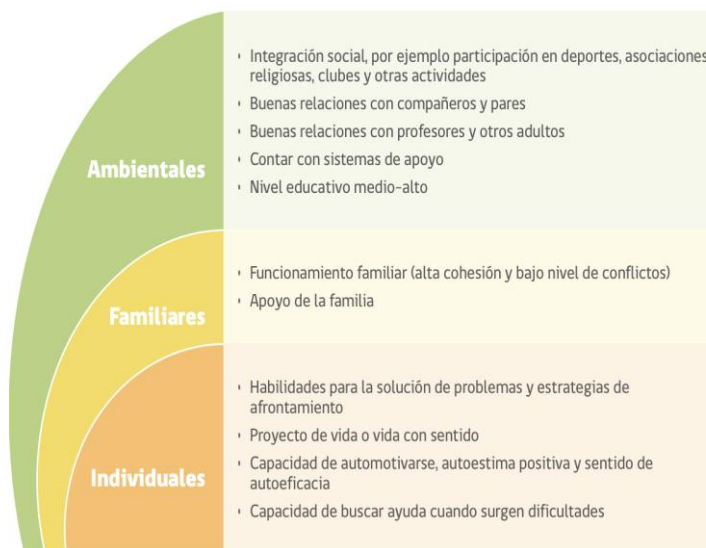 Ambientales
• Integración social, por ejemplo participación en deportes, asociaciones
religiosas, clubes y otras actividades
• Buenas relaciones con compañeros y pares
• Buenas relaciones con profesores y otros adultos
• Contar con sistemas de apoyo
• Nivel educativo medio-alto
Familiares
• Funcionamiento familiar (alta cohesión y bajo nivel de conflictos)
• Apoyo de la familia
Individuales
• Habilidades para la solución de problemas y estrategias de
afrontamiento
• Proyecto de vida o vida con sentido
• Capacidad de automotivarse, autoestima positiva y sentido de
autoeficacia
• Capacidad de buscar ayuda cuando surgen dificultades